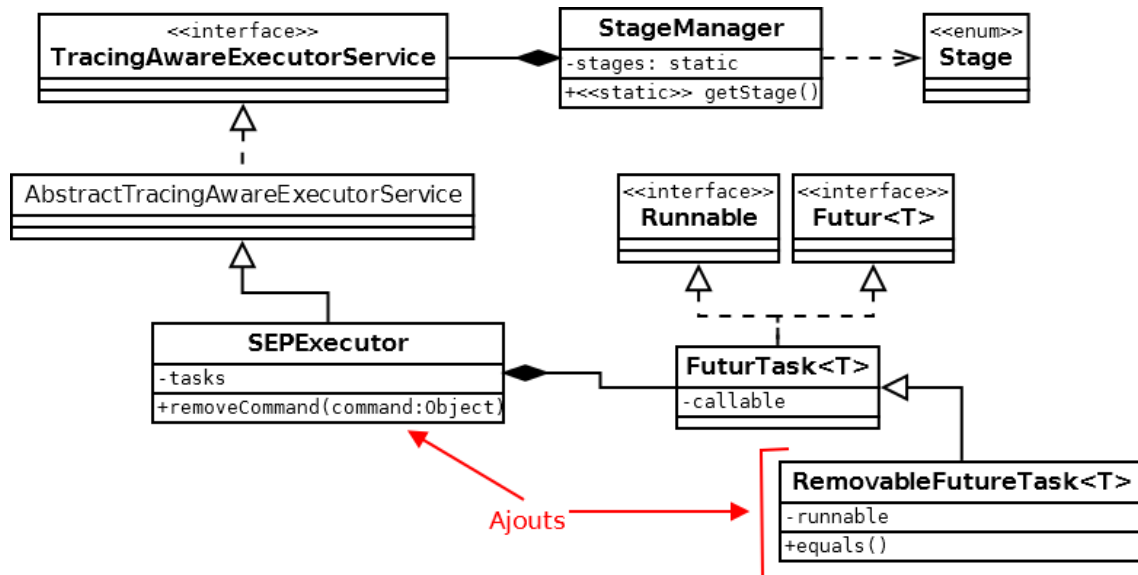 <<interface>>
TracingAwareExecutorService
StageManager
-stages: static
+<<static>> getStage()
<<enum>>
Stage
AbstractTracingAwareExecutorService
<<interface>>
Runnable
<<interface>>
Futur<T>
SEPExecutor
-tasks
+removeCommand(command:Object)
FuturTask<T>
-callable
RemovableFutureTask<T>
-runnable
+equals()
Ajouts